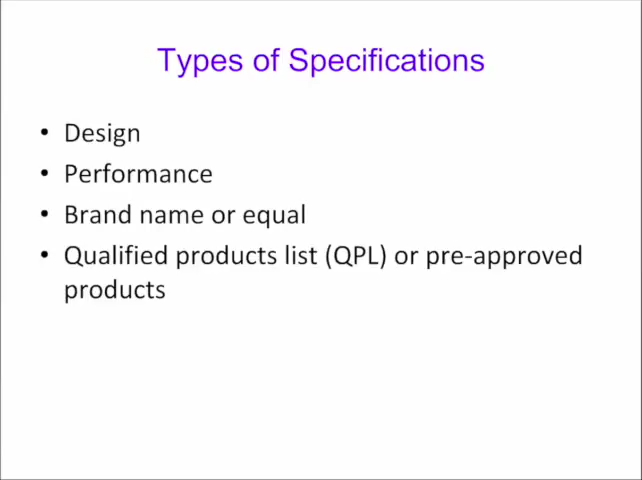 Types of Specifications
• Design
• Performance
• Brand name or equal
• Qualified products list (QPL) or pre-approved
products